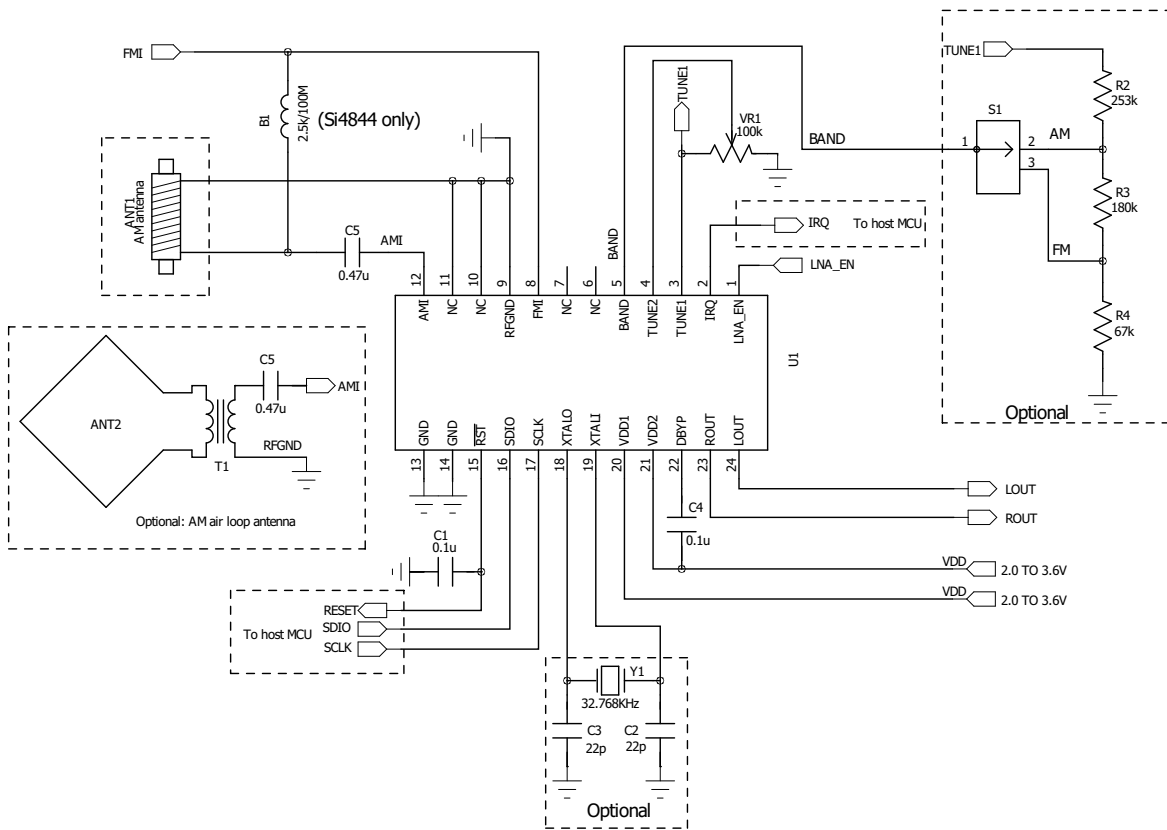 FMI
B1
2.5k/100M
(Si4844 only)
ANT1
AM antenna
C5
0.47u
AMI
TUNE1
VR1
100k
BAND
BAND
IRQ
To host MCU
LNA_EN
TUNE1
R2
253k
S1
1
2
3
AM
FM
R3
180k
R4
67k
Optional
12
11
10
9
8
7
6
5
4
3
2
1
AMI
NC
NC
RFGND
FMI
NC
NC
BAND
TUNE2
TUNE1
IRQ
LNA_EN
U1
GND
GND
RST
SDIO
SCLK
XTALO
XTALI
VDD1
VDD2
DBYP
ROUT
LOUT
13
14
15
16
17
18
19
20
21
22
23
24
ANT2
T1
C5
0.47u
AMI
RFGND
Optional: AM air loop antenna
C1
0.1u
To host MCU
RESET
SDIO
SCLK
C4
0.1u
LOUT
ROUT
VDD
2.0 TO 3.6V
VDD
2.0 TO 3.6V
Y1
32.768KHz
C3
22p
C2
22p
Optional